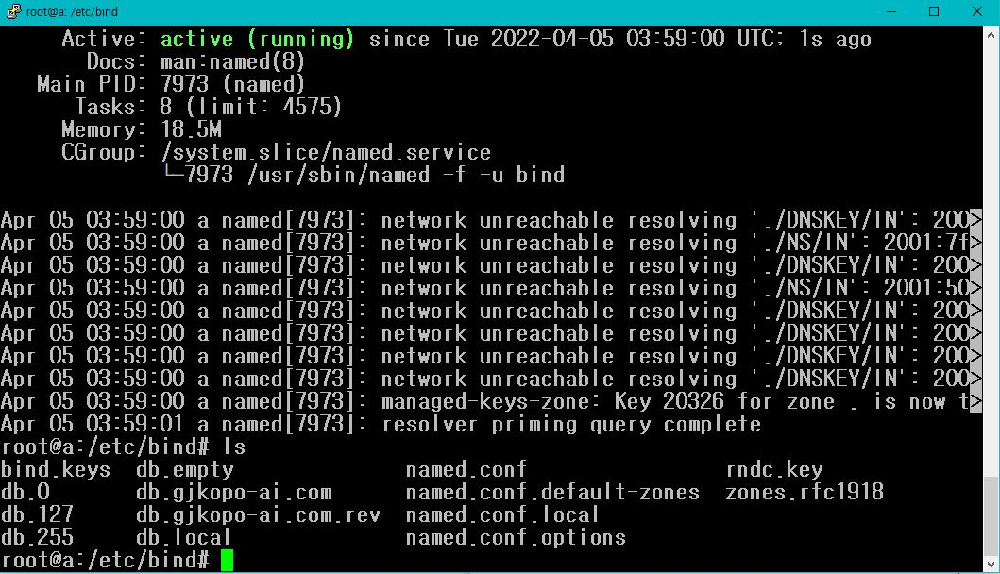 root@a: /etc/bind
Active: active (running) since Tue 2022-04-05 03:59:00 UTC; 1s ago
Docs: man:named(8)
Main PID: 7973 (named)
Tasks: 8 (limit: 4575)
Memory: 18.5M
CGroup: /system.slice/named.service
└─7973 /usr/sbin/named -f -u bind
Apr 05 03:59:00 a named[7973]: network unreachable resolving './DNSKEY/IN': 200>
Apr 05 03:59:00 a named[7973]: network unreachable resolving './NS/IN': 2001:7f>
Apr 05 03:59:00 a named[7973]: network unreachable resolving './DNSKEY/IN': 200>
Apr 05 03:59:00 a named[7973]: network unreachable resolving './NS/IN': 2001:50>
Apr 05 03:59:00 a named[7973]: network unreachable resolving './DNSKEY/IN': 200>
Apr 05 03:59:00 a named[7973]: network unreachable resolving './DNSKEY/IN': 200>
Apr 05 03:59:00 a named[7973]: network unreachable resolving './DNSKEY/IN': 200>
Apr 05 03:59:00 a named[7973]: network unreachable resolving './DNSKEY/IN': 200>
Apr 05 03:59:00 a named[7973]: managed-keys-zone: Key 20326 for zone . is now t>
Apr 05 03:59:01 a named[7973]: resolver priming query complete
root@a:/etc/bind# ls
bind.keys db.empty named.conf rndc.key
db.0 db.gjkopo-ai.com named.conf.default-zones zones.rfc1918
db.127 db.gjkopo-ai.com.rev named.conf.local
db.255 db.local named.conf.options
root@a:/etc/bind#